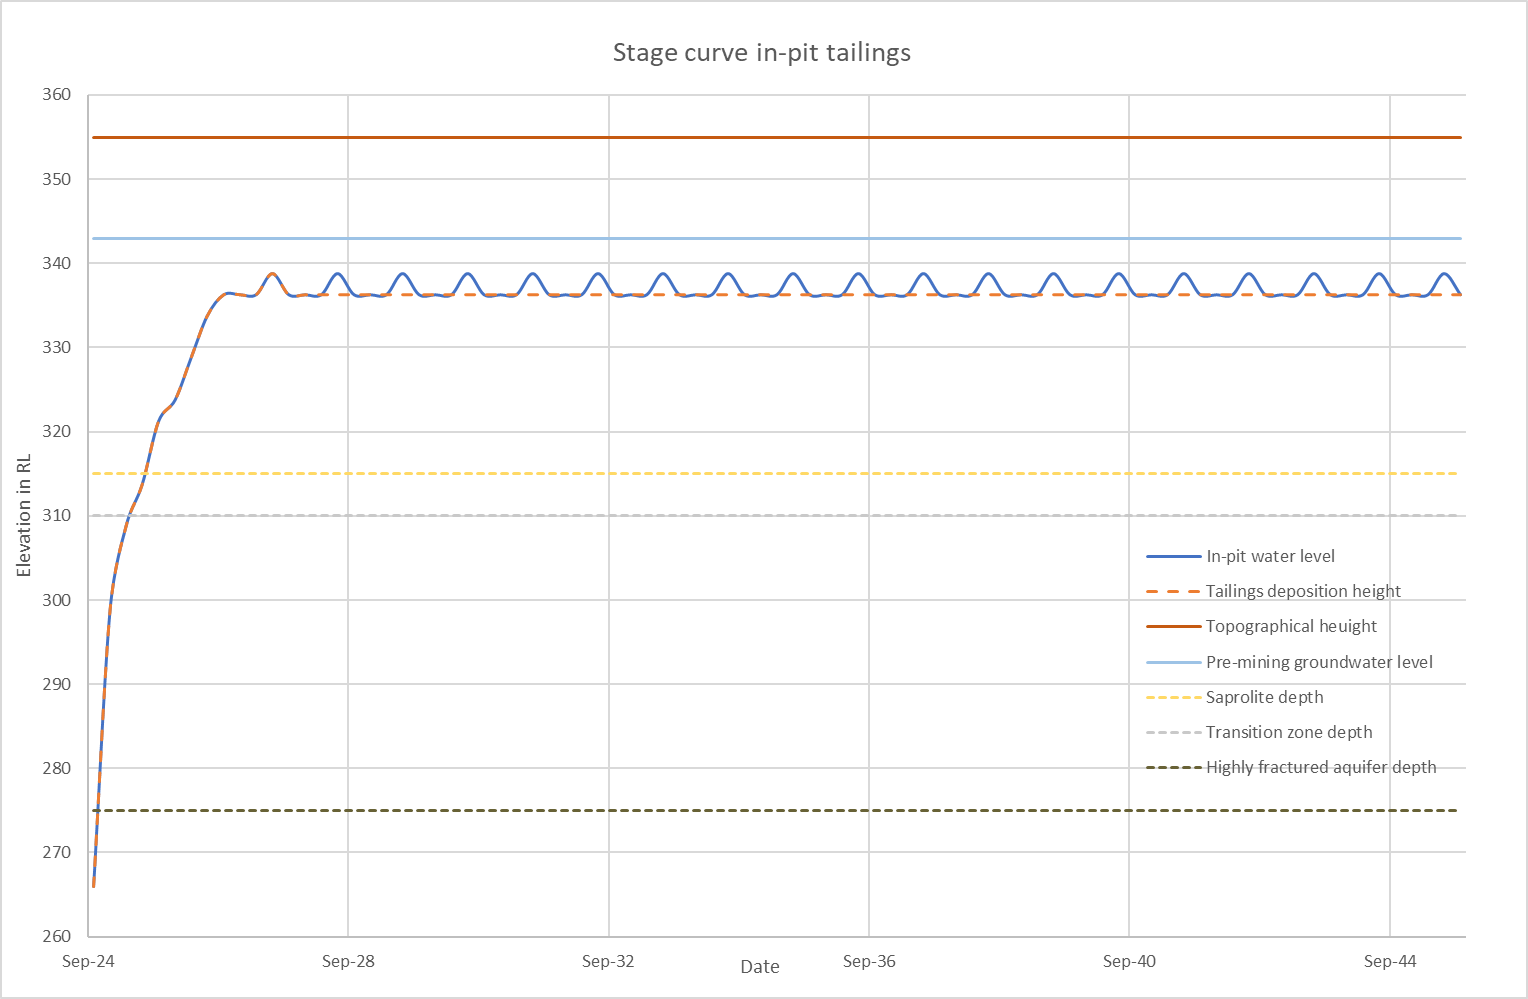 Stage curve in-pit tailings
360
350
340
330
320
310
300
290
280
270
260
Elevation in RL
Sep-24
Sep-28
Sep-32
Sep-36
Sep-40
Sep-44
Date
In-pit water level
Tailings deposition height
Topographical heuight
Pre-mining groundwater level
Saprolite depth
Transition zone depth
Highly fractured aquifer depth